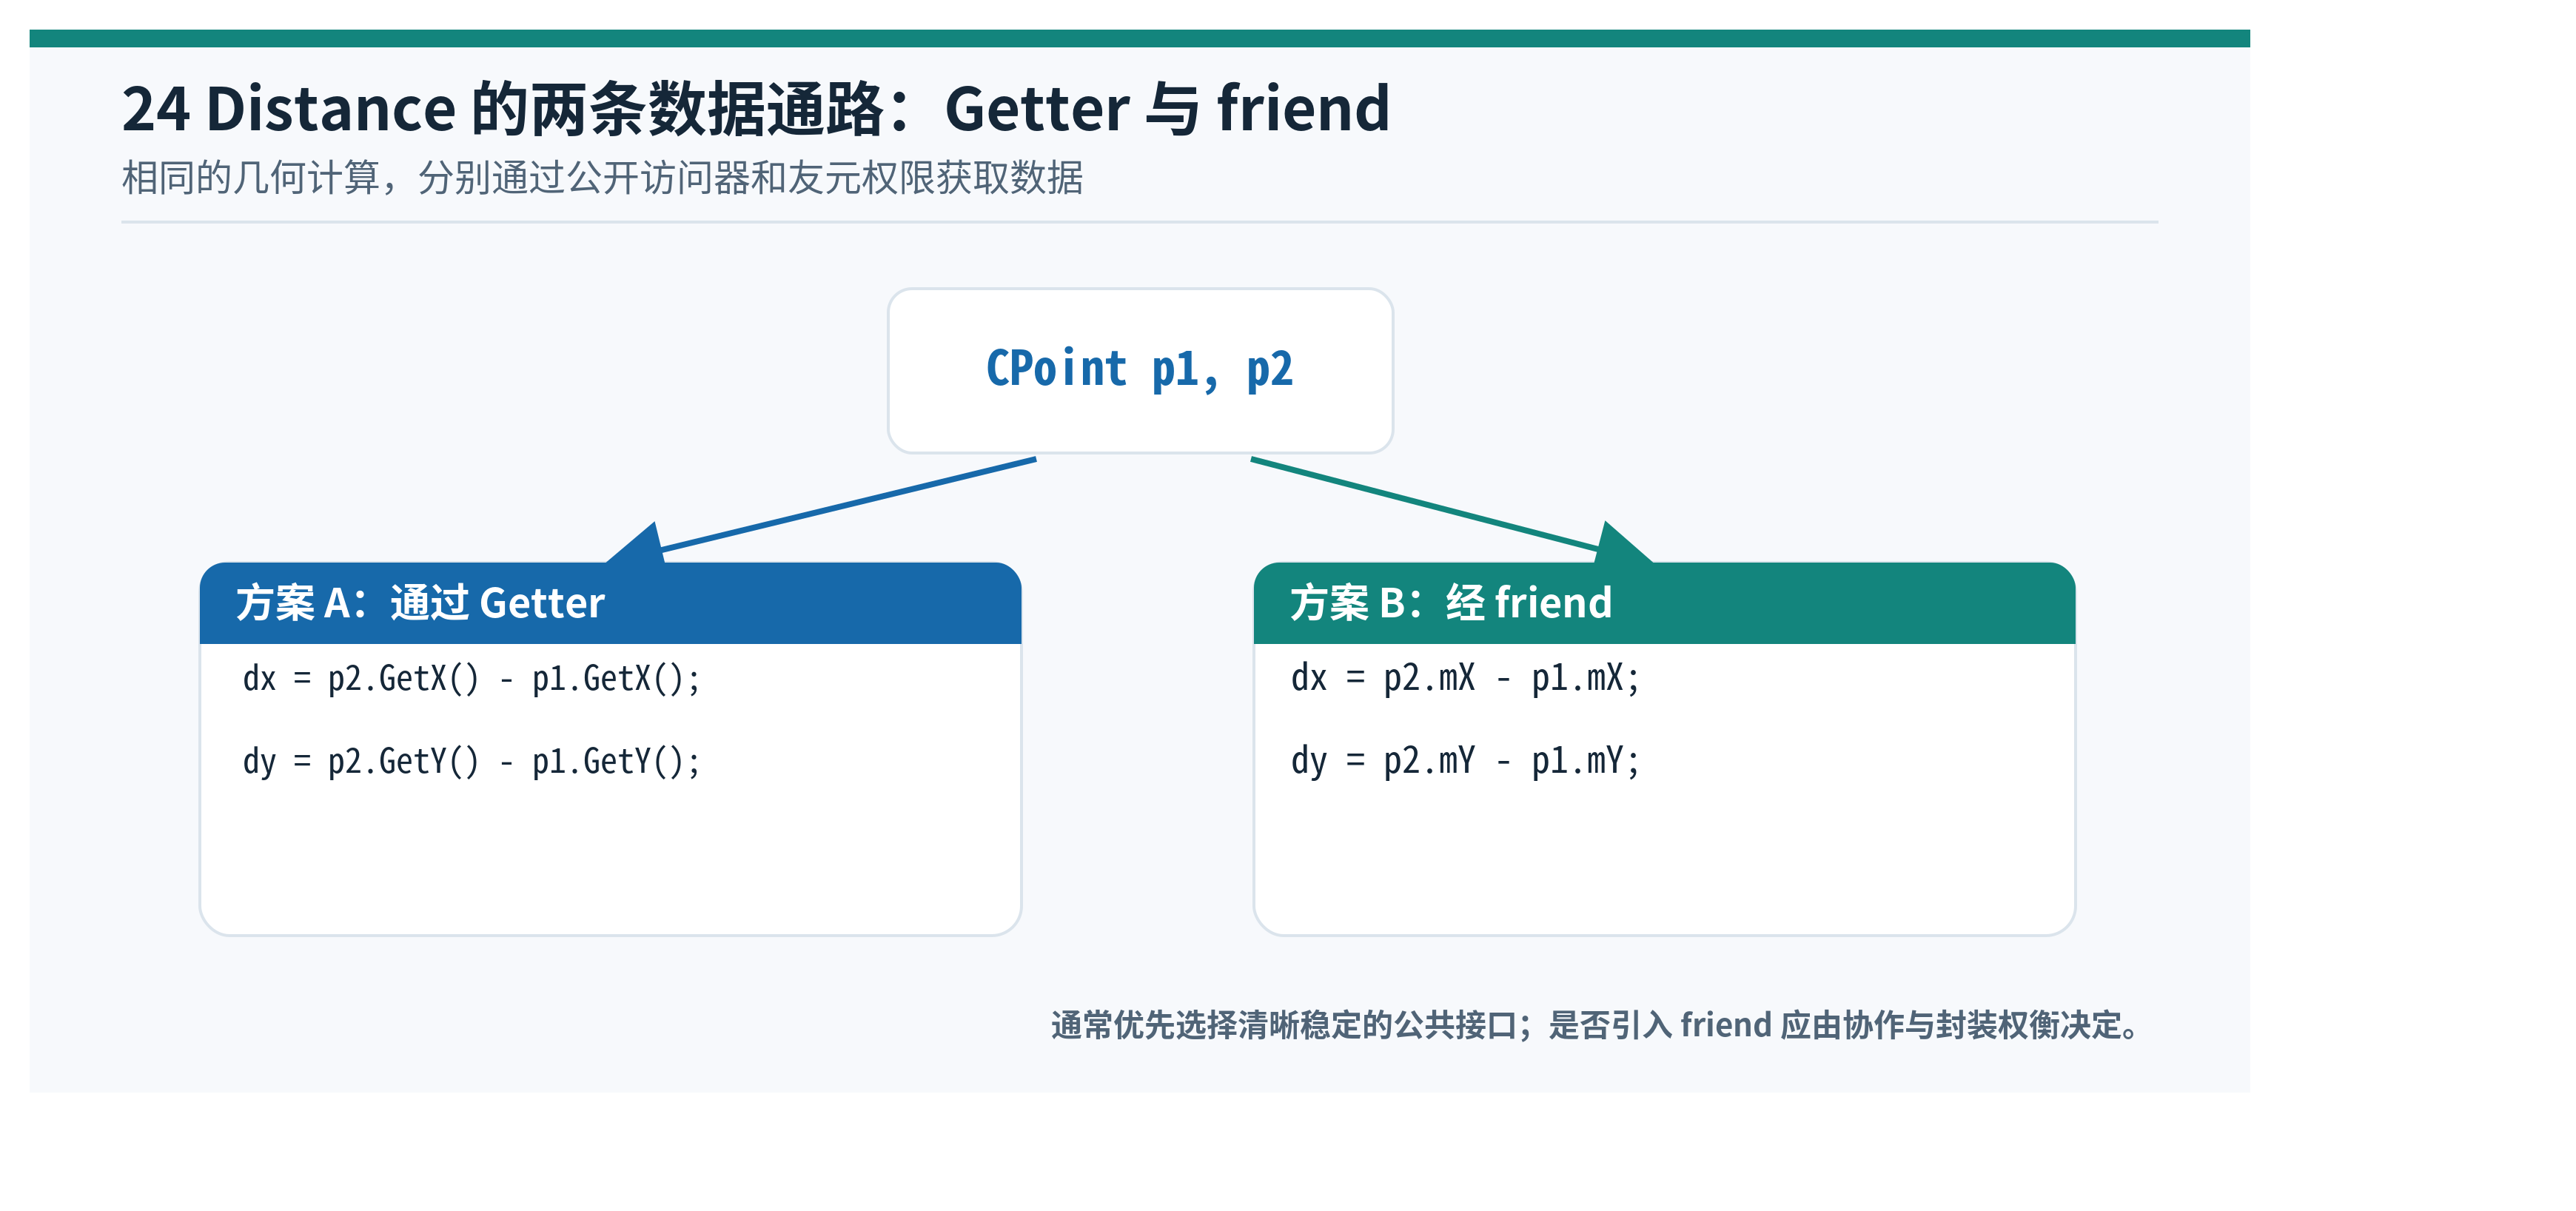 24 Distance 的两条数据通路：Getter 与 friend
相同的几何计算，分别通过公开访问器和友元权限获取数据
CPoint p1, p2
方案 A：通过 Getter
dx = p2.GetX() - p1.GetX();
dy = p2.GetY() - p1.GetY();
方案 B：经 friend
dx = p2.mX - p1.mX;
dy = p2.mY - p1.mY;
通常优先选择清晰稳定的公共接口；是否引入 friend 应由协作与封装权衡决定。